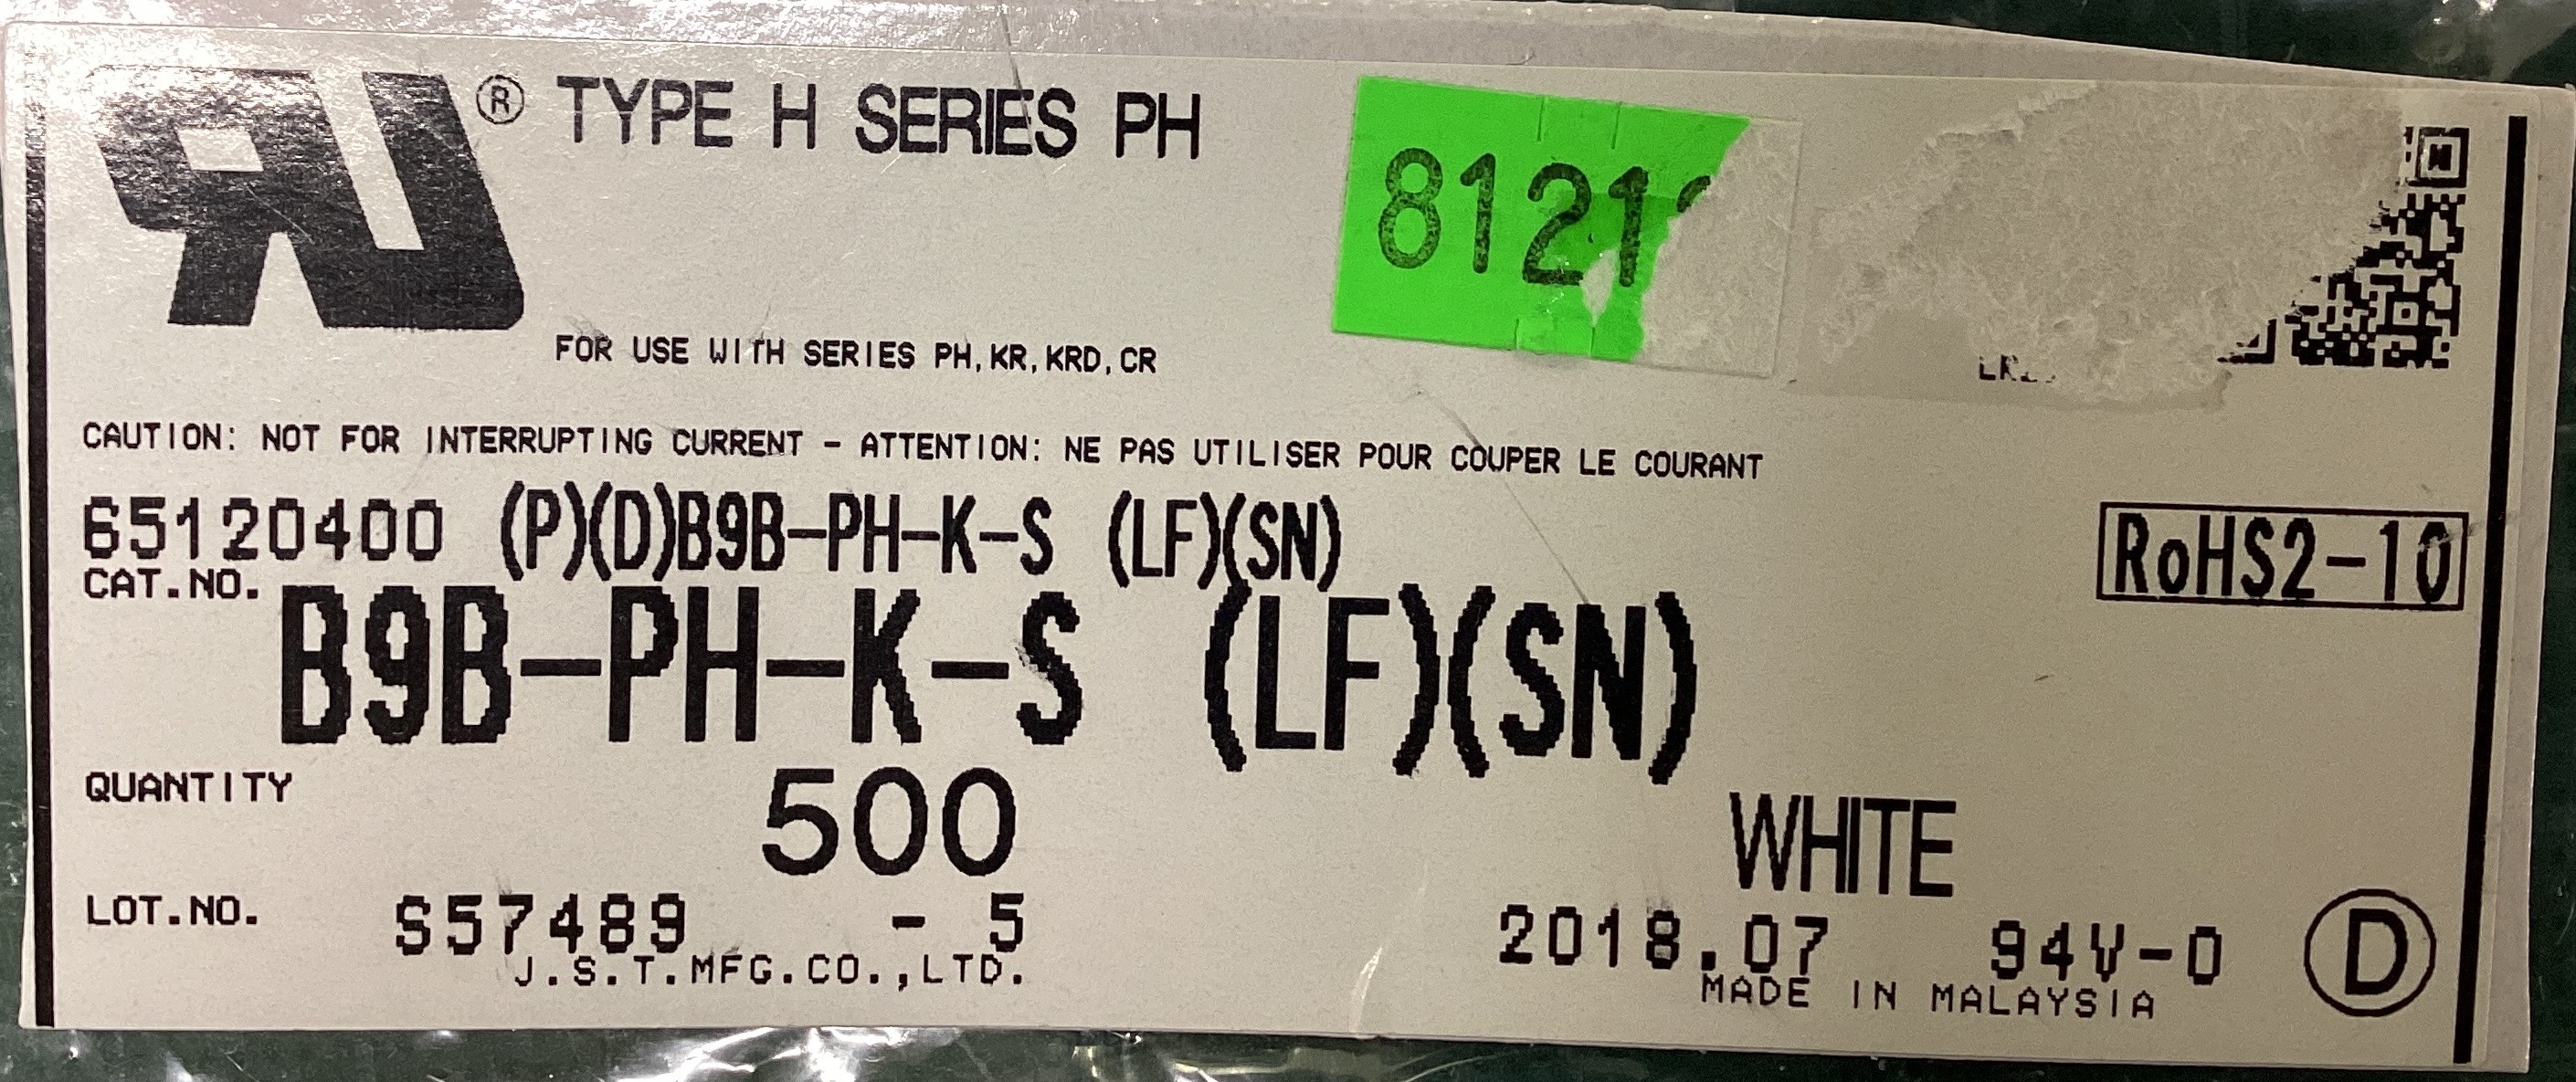 RU® TYPE H SERIES PH
8121
FOR USE WITH SERIES PH,KR,KRD,CR
CAUTION: NOT FOR INTERRUPTING CURRENT - ATTENTION: NE PAS UTILISER POUR COUPER LE COURANT
65120400 (P)(D)B9B-PH-K-S (LF)(SN)
RoHS2-10
CAT.NO.
B9B-PH-K-S (LF)(SN)
QUANTITY 500
WHITE
LOT.NO. S57489 - 5
2018.07 94V-0 D
J.S.T.MFG.CO.,LTD.
MADE IN MALAYSIA